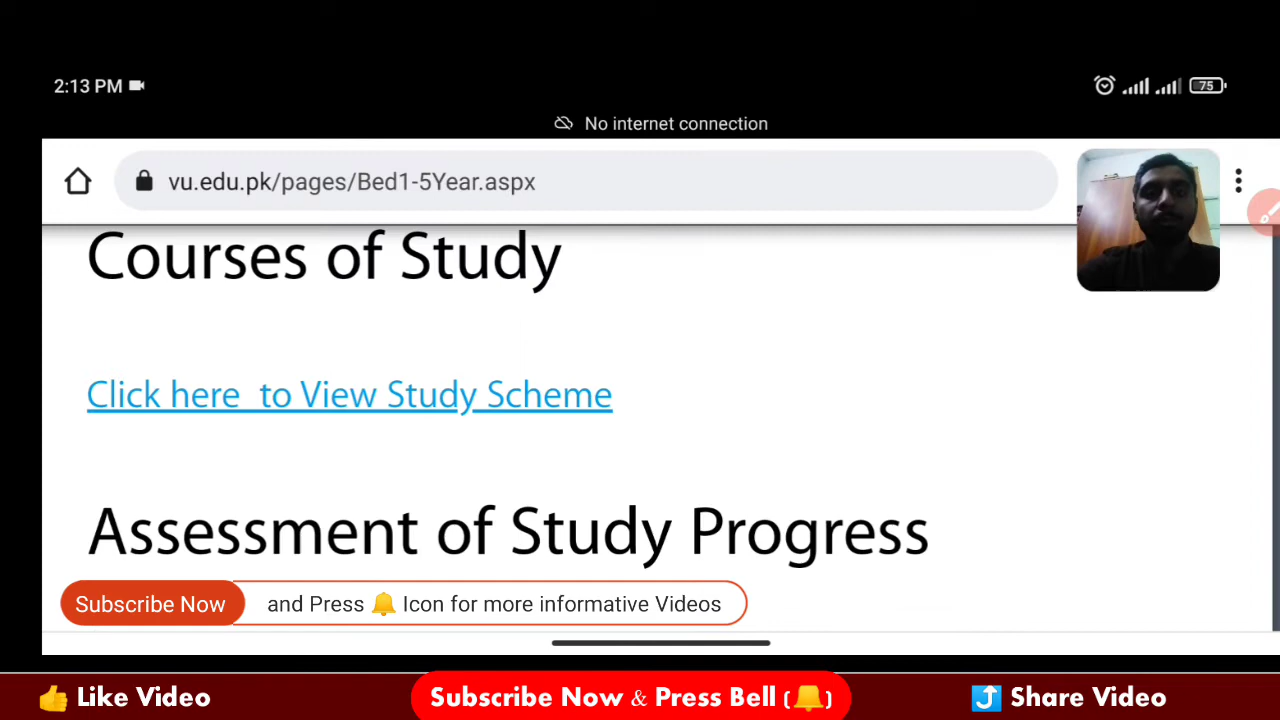 2:13 PM
75
No internet connection
vu.edu.pk/pages/Bed1-5Year.aspx
Courses of Study
Click here to View Study Scheme
Assessment of Study Progress
Subscribe Now and Press 🔔 Icon for more informative Videos
👍 Like Video
Subscribe Now & Press Bell (🔔)
⤴ Share Video